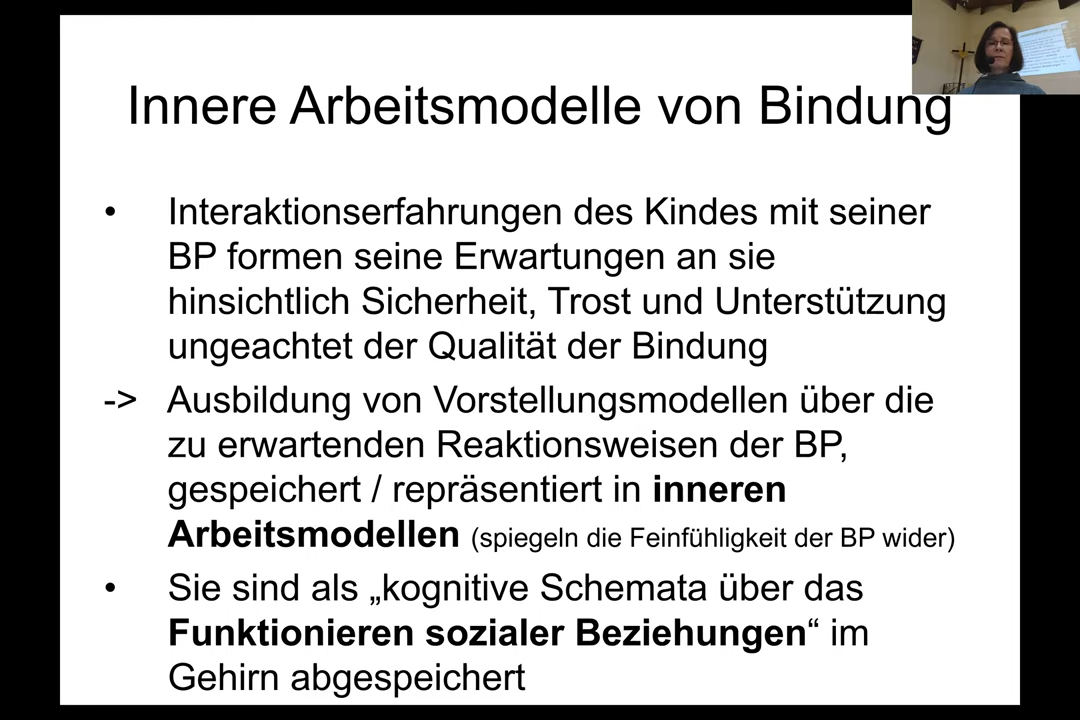 Innere Arbeitsmodelle von Bindung
• Interaktionserfahrungen des Kindes mit seiner
BP formen seine Erwartungen an sie
hinsichtlich Sicherheit, Trost und Unterstützung
ungeachtet der Qualität der Bindung
-> Ausbildung von Vorstellungsmodellen über die
zu erwartenden Reaktionsweisen der BP,
gespeichert / repräsentiert in inneren
Arbeitsmodellen (spiegeln die Feinfühligkeit der BP wider)
• Sie sind als „kognitive Schemata über das
Funktionieren sozialer Beziehungen“ im
Gehirn abgespeichert